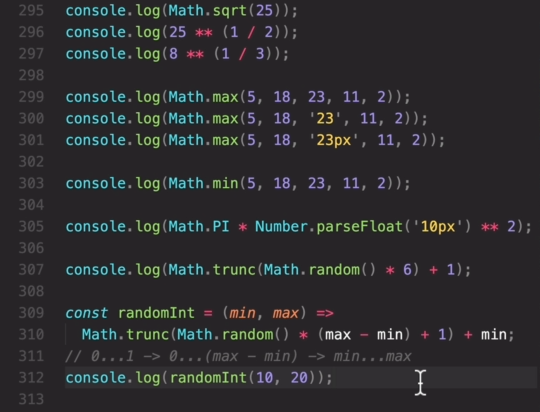 295 console.log(Math.sqrt(25));
296 console.log(25 ** (1 / 2));
297 console.log(8 ** (1 / 3));
298
299 console.log(Math.max(5, 18, 23, 11, 2));
300 console.log(Math.max(5, 18, '23', 11, 2));
301 console.log(Math.max(5, 18, '23px', 11, 2));
302
303 console.log(Math.min(5, 18, 23, 11, 2));
304
305 console.log(Math.PI * Number.parseFloat('10px') ** 2);
306
307 console.log(Math.trunc(Math.random() * 6) + 1);
308
309 const randomInt = (min, max) =>
310 Math.trunc(Math.random() * (max - min) + 1) + min;
311 // 0...1 -> 0...(max - min) -> min...max
312 console.log(randomInt(10, 20));
313